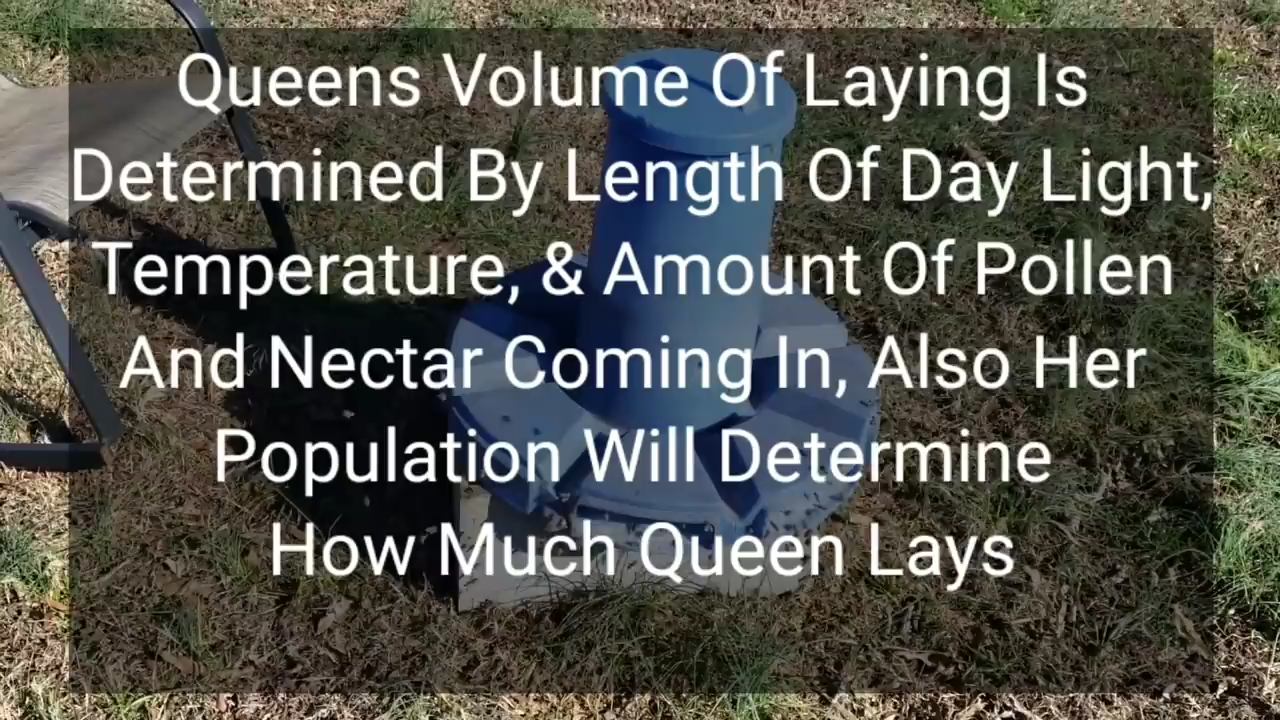 Queens Volume Of Laying Is
Determined By Length Of Day Light,
Temperature, & Amount Of Pollen
And Nectar Coming In, Also Her
Population Will Determine
How Much Queen Lays